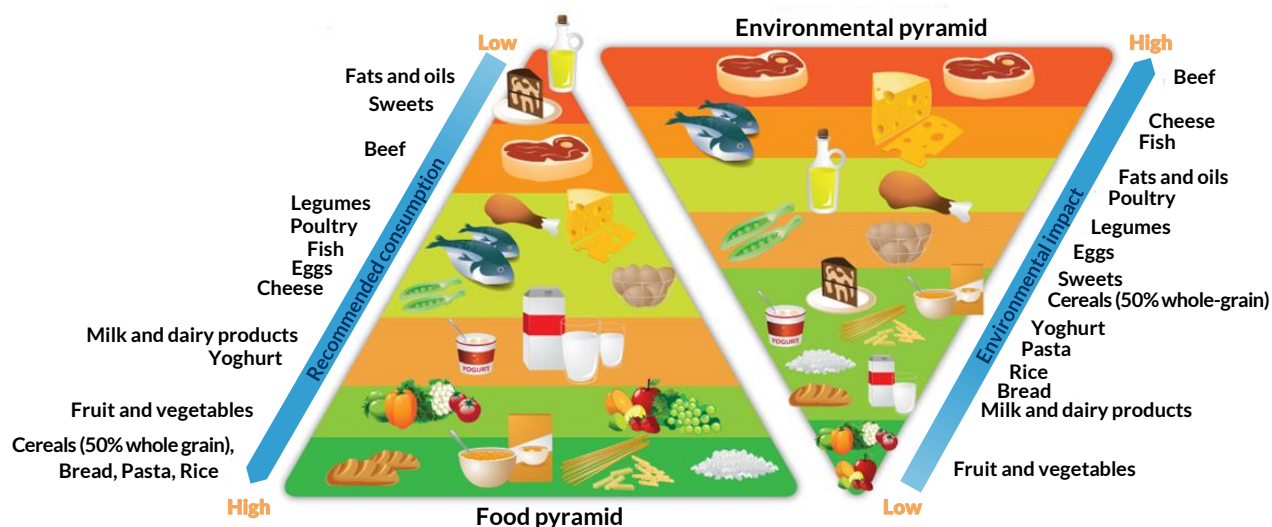 Environmental pyramid
Low
High
Fats and oils
Sweets
Beef
Legumes
Poultry
Fish
Eggs
Cheese
Milk and dairy products
Yoghurt
Fruit and vegetables
Cereals (50% whole grain),
Bread, Pasta, Rice
High
Recommended consumption
YOGURT
Food pyramid
YOGURT
Environmental impact
Beef
Cheese
Fish
Fats and oils
Poultry
Legumes
Eggs
Sweets
Cereals (50% whole-grain)
Yoghurt
Pasta
Rice
Bread
Milk and dairy products
Fruit and vegetables
Low